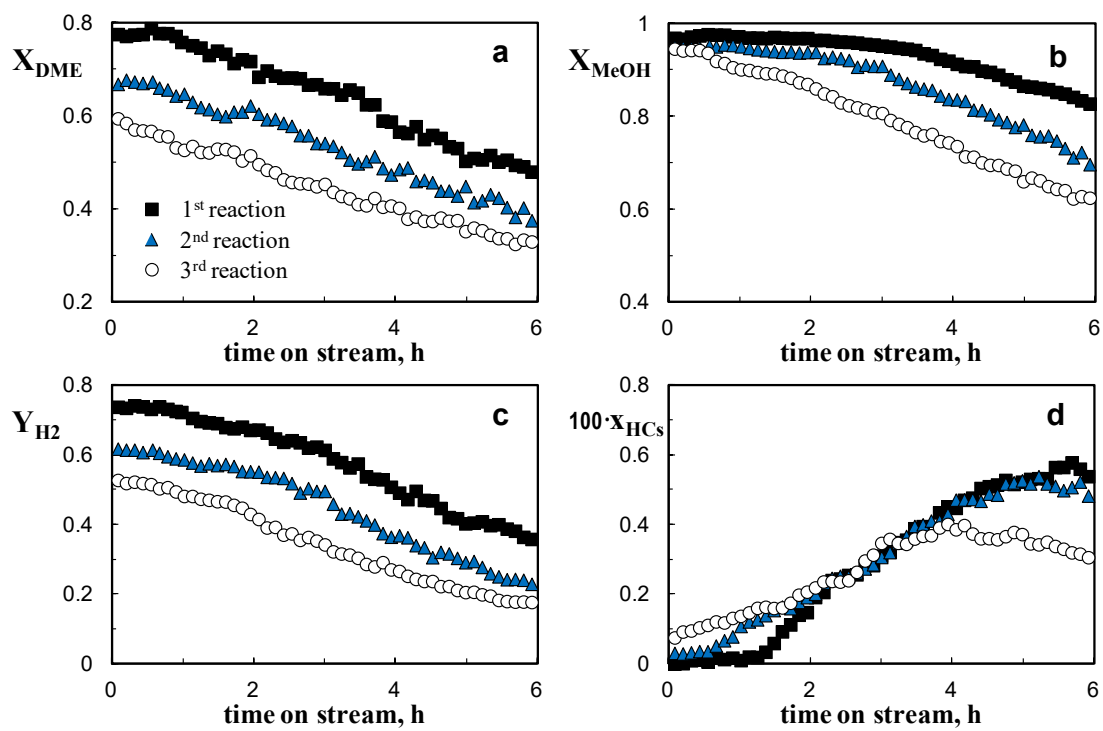 0.8
0.6
0.4
0.2
X_DME
a
1st reaction
2nd reaction
3rd reaction
0 2 4 6
time on stream, h
1
0.8
0.6
0.4
X_MeOH
b
0 2 4 6
time on stream, h
0.8
0.6
0.4
0.2
0
Y_H2
c
0 2 4 6
time on stream, h
0.8
0.6
0.4
0.2
0
100·x_HCs
d
0 2 4 6
time on stream, h